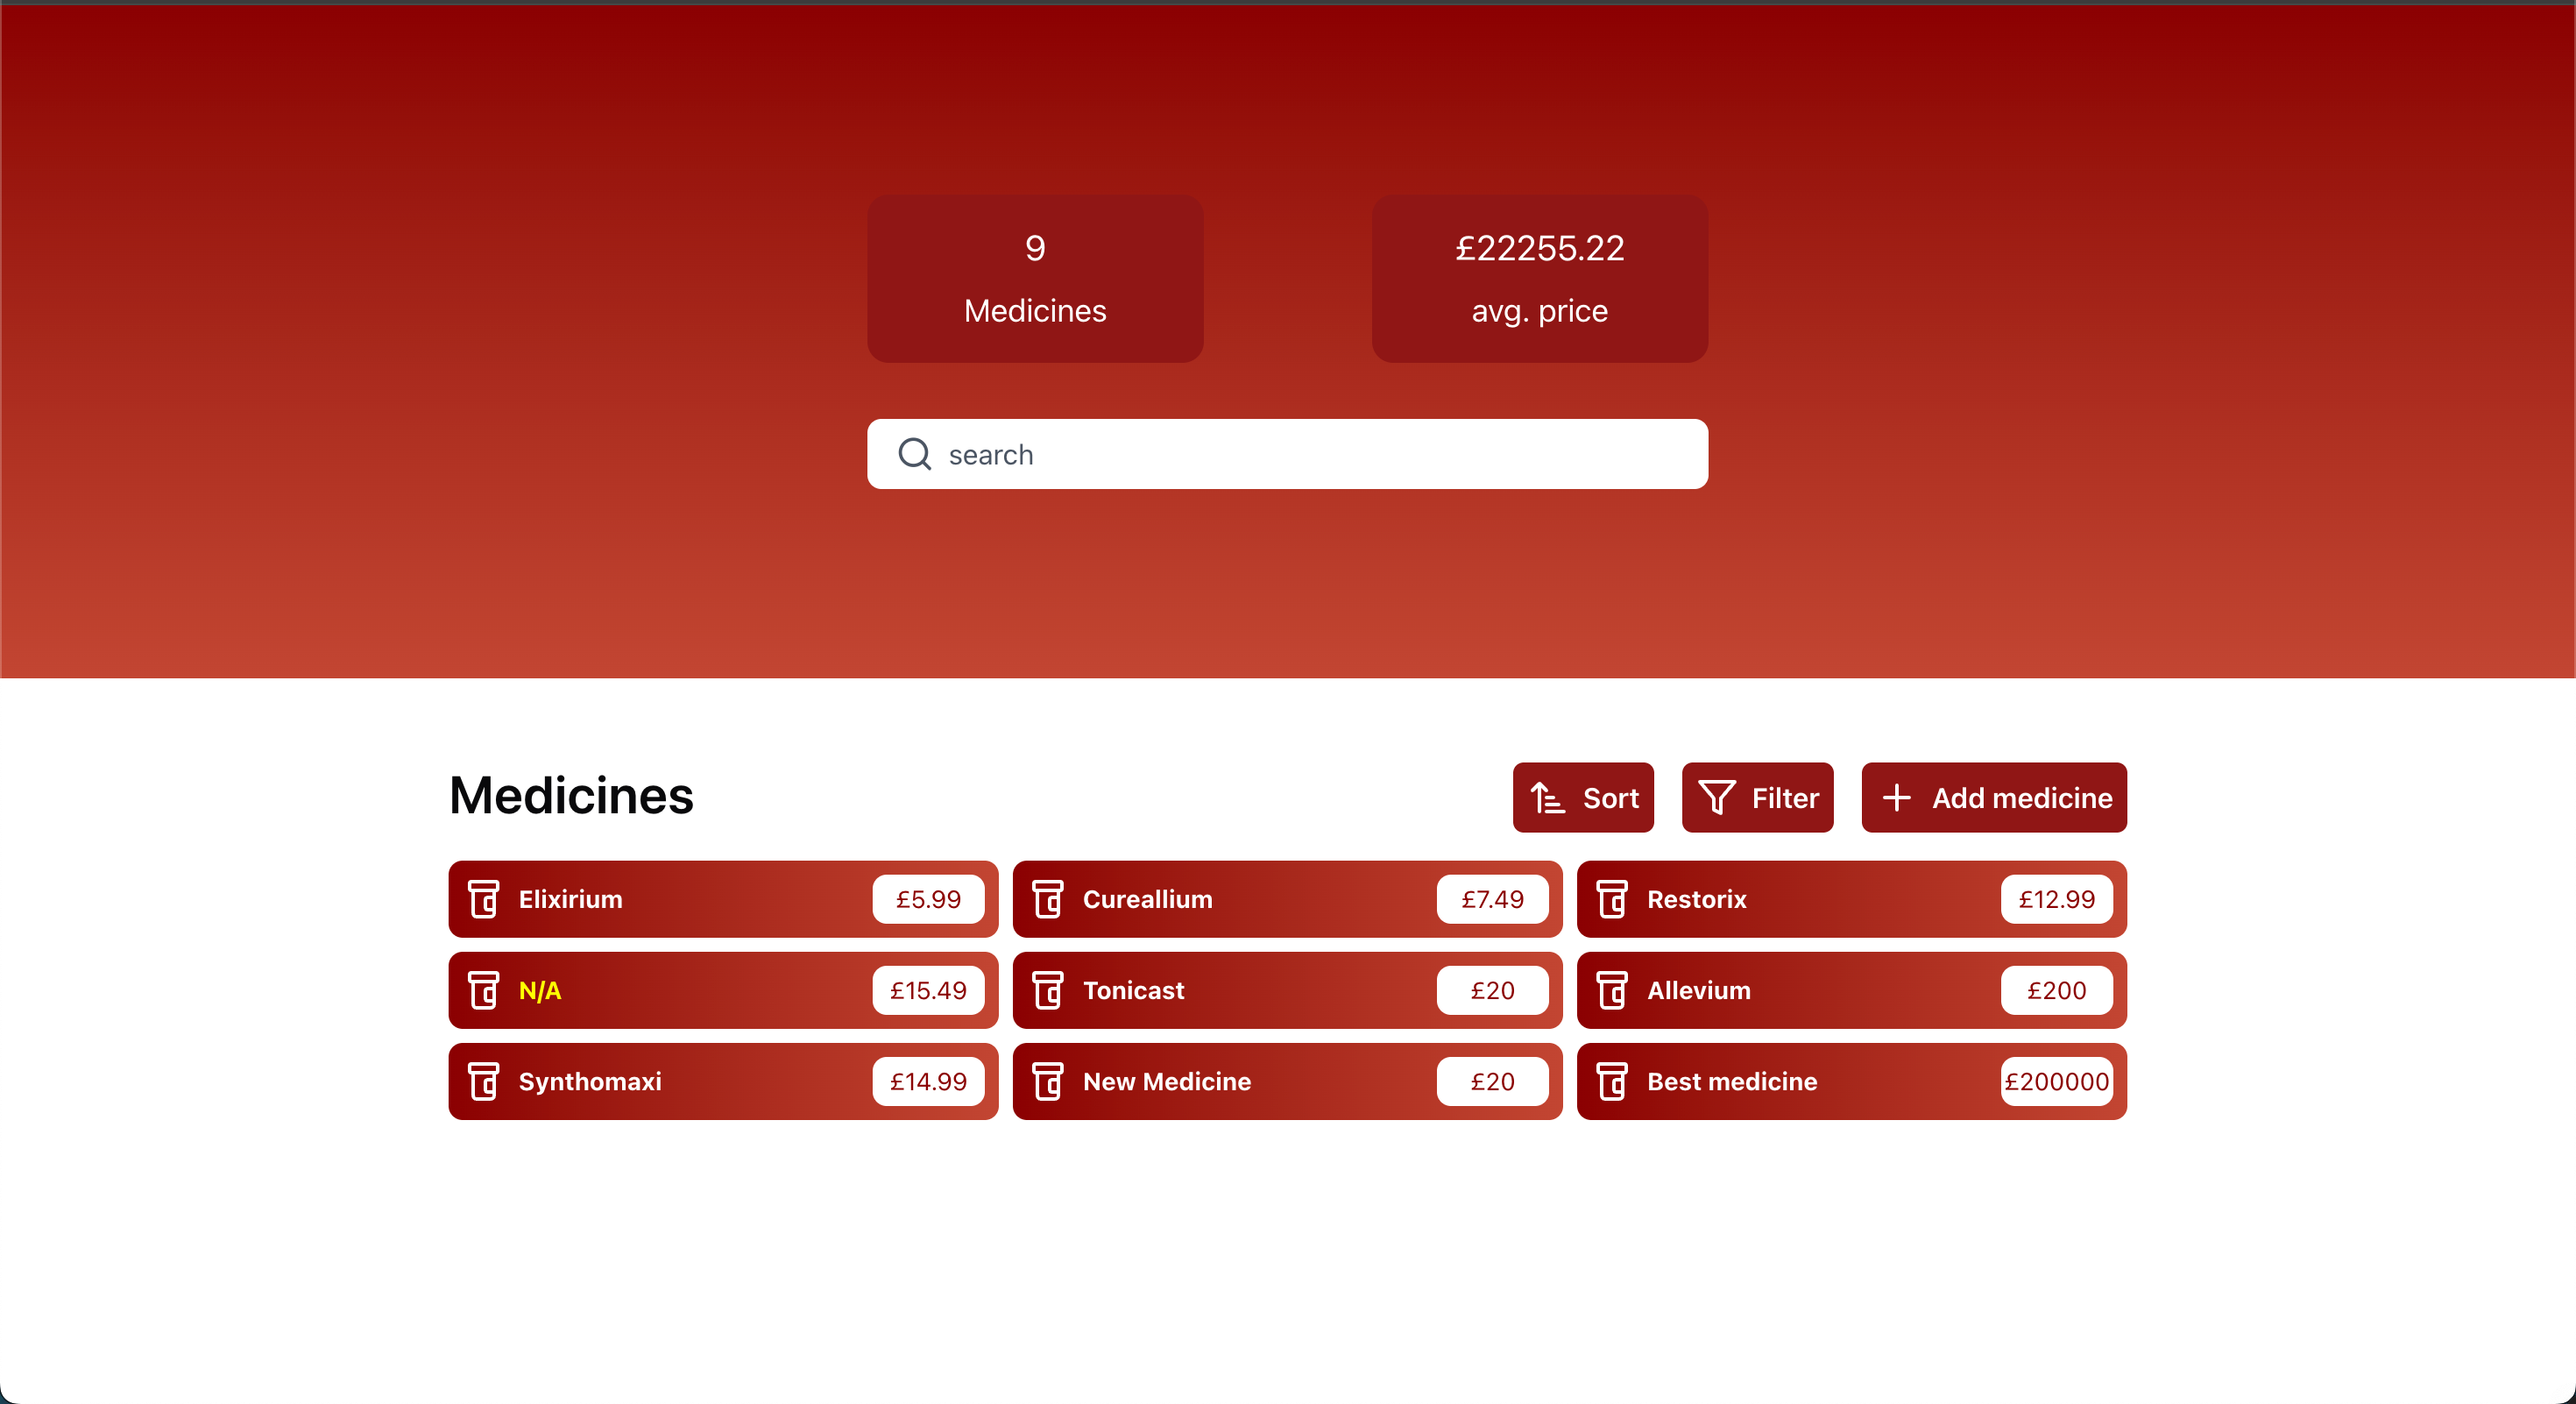 9
Medicines
£22255.22
avg. price
search
Medicines
Sort
Filter
Add medicine
Elixirium
£5.99
Cureallium
£7.49
Restorix
£12.99
N/A
£15.49
Tonicast
£20
Allevium
£200
Synthomaxi
£14.99
New Medicine
£20
Best medicine
£200000